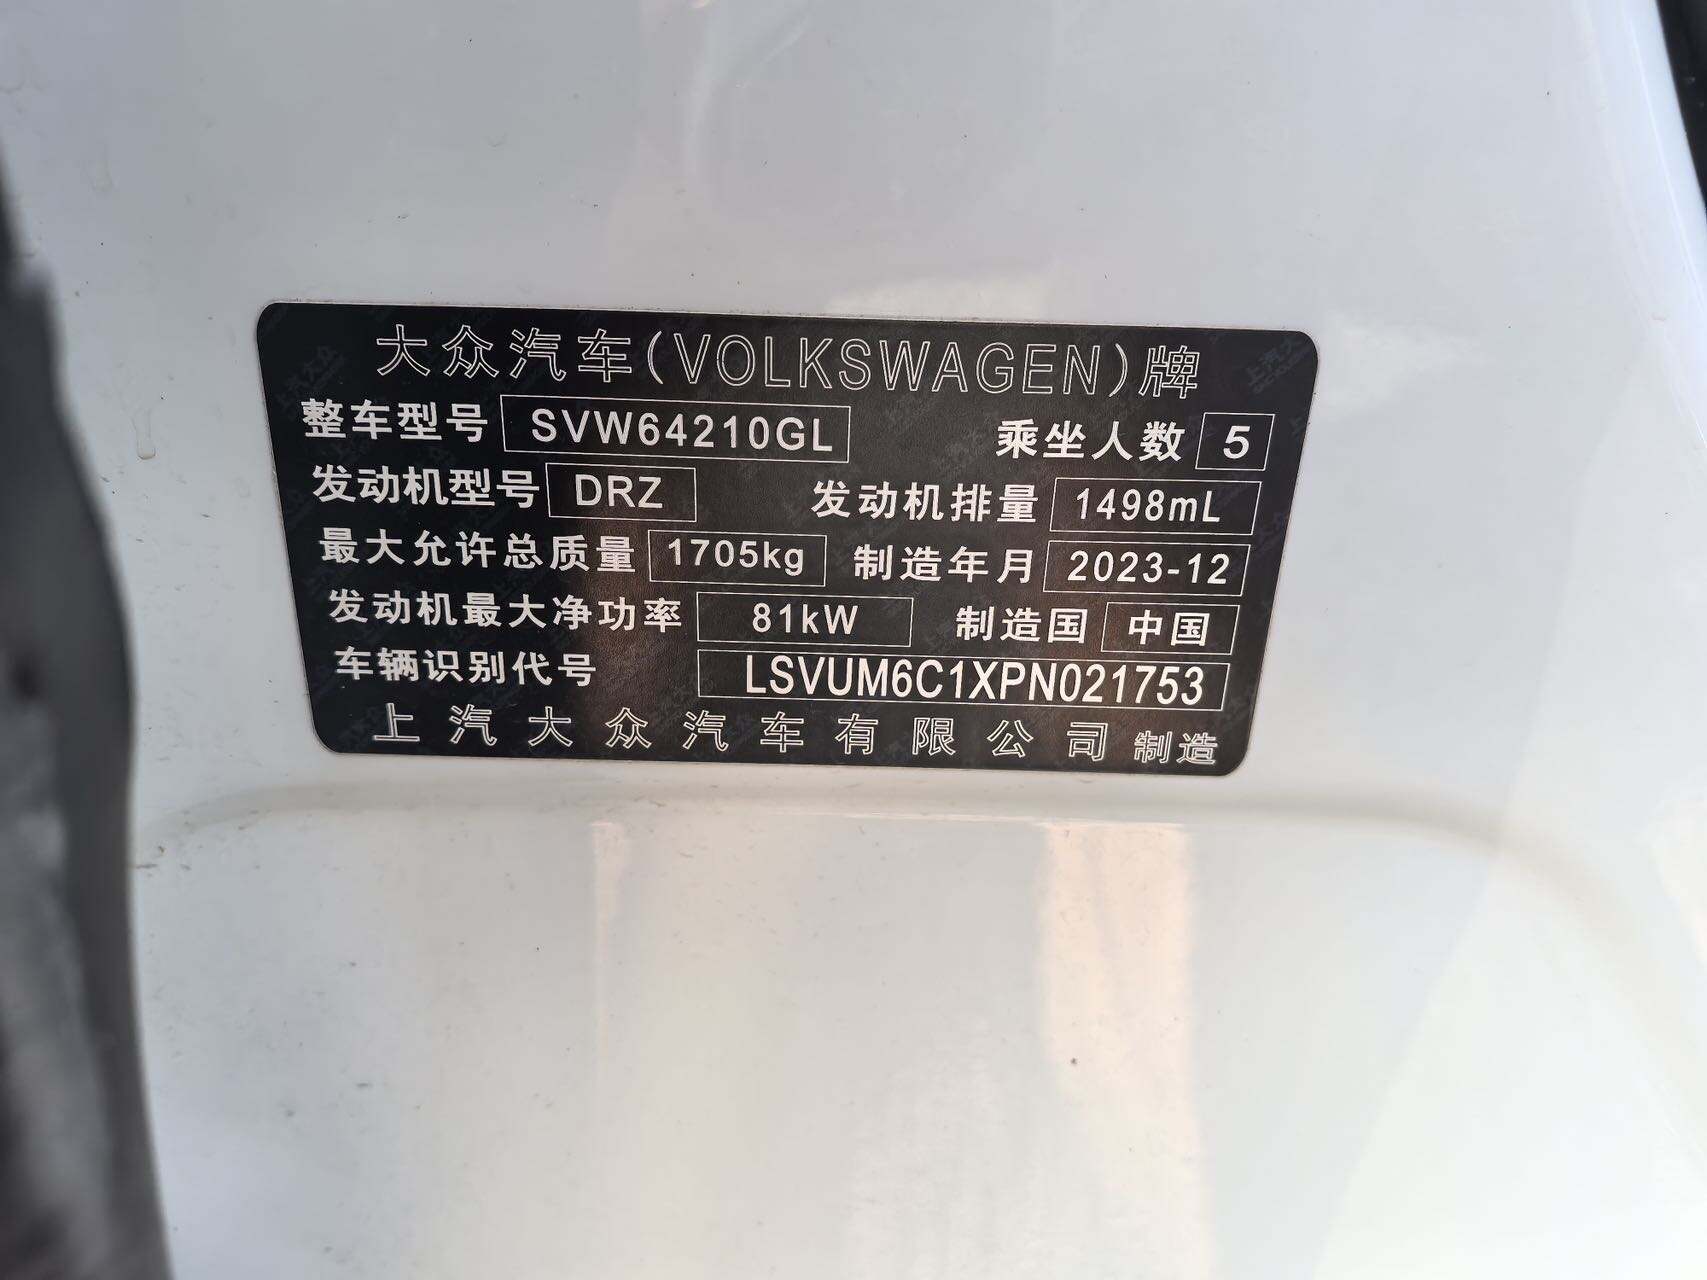 大众汽车(VOLKSWAGEN)牌
整车型号 SVW64210GL 乘坐人数 5
发动机型号 DRZ 发动机排量 1498mL
最大允许总质量 1705kg 制造年月 2023-12
发动机最大净功率 81kW 制造国 中国
车辆识别代号 LSVUM6C1XPN021753
上汽大众汽车有限公司制造